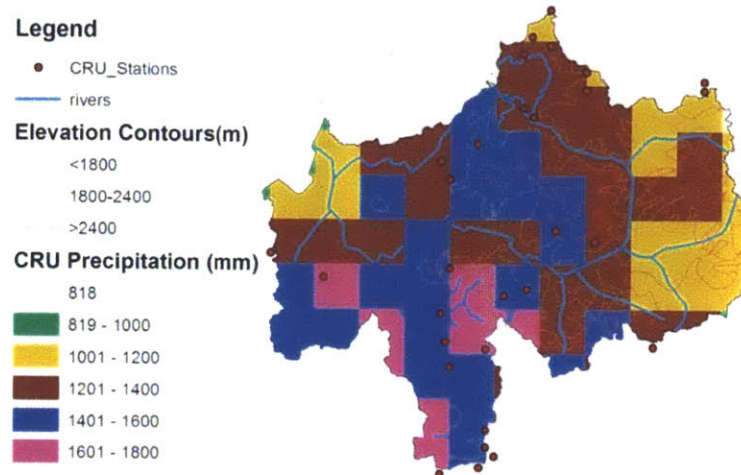 Legend
CRU_Stations
rivers
Elevation Contours(m)
<1800
1800-2400
>2400
CRU Precipitation (mm)
818
819 - 1000
1001 - 1200
1201 - 1400
1401 - 1600
1601 - 1800